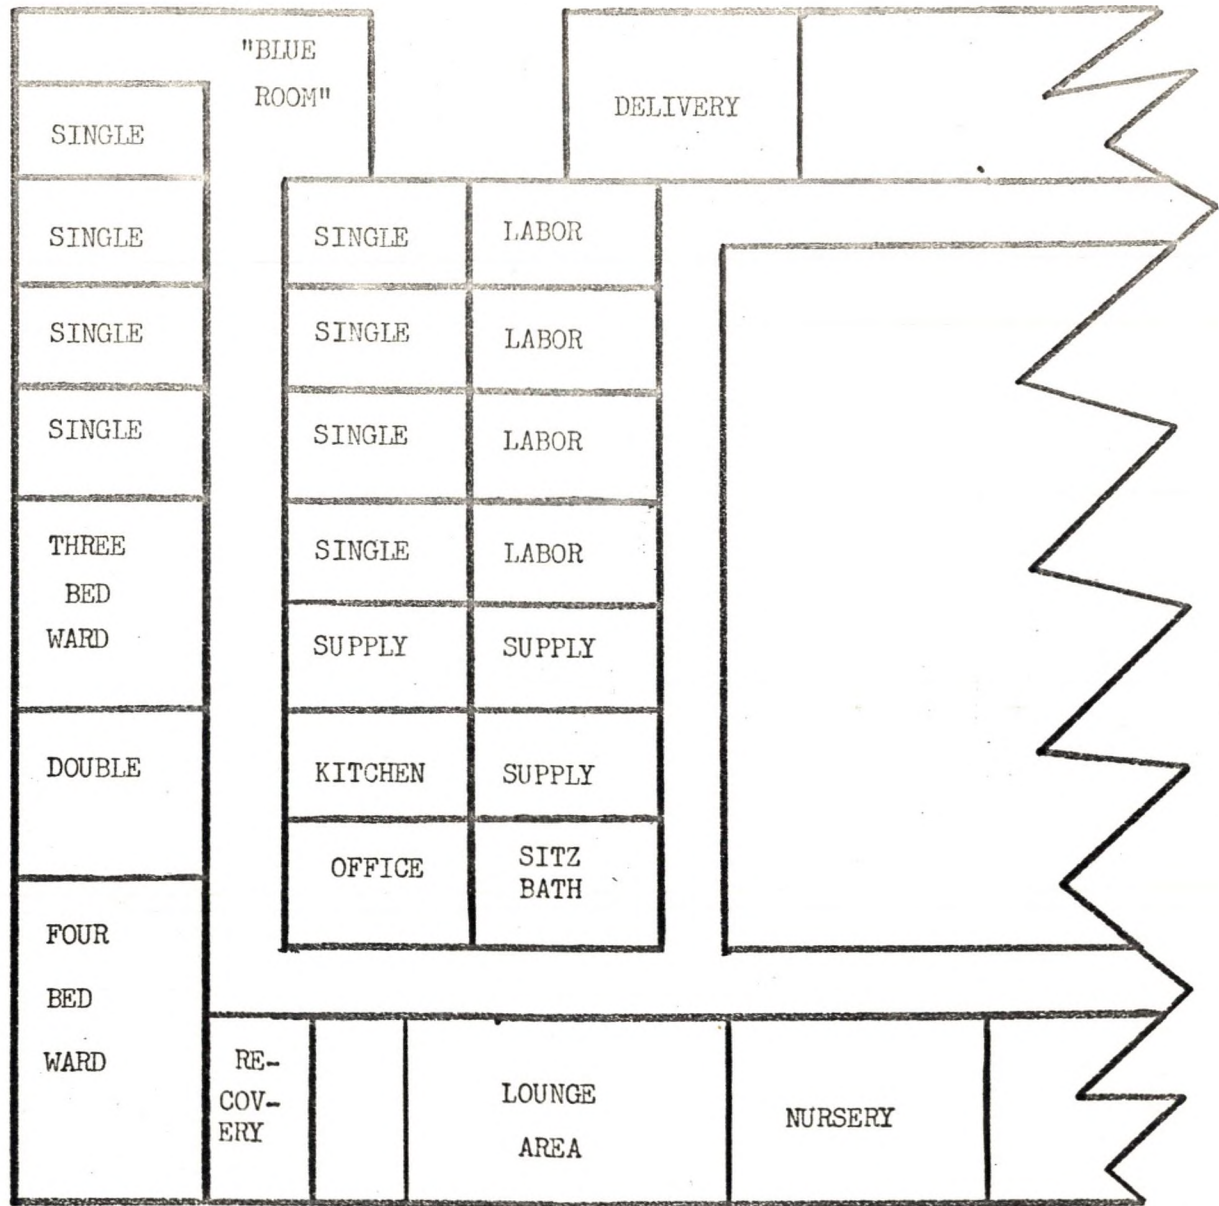 "BLUE
ROOM"
DELIVERY
SINGLE
SINGLE
SINGLE
SINGLE
THREE
BED
WARD
DOUBLE
FOUR
BED
WARD
SINGLE
SINGLE
SINGLE
SINGLE
SUPPLY
KITCHEN
OFFICE
LABOR
LABOR
LABOR
LABOR
SUPPLY
SUPPLY
SITZ
BATH
RE-
COV-
ERY
LOUNGE
AREA
NURSERY